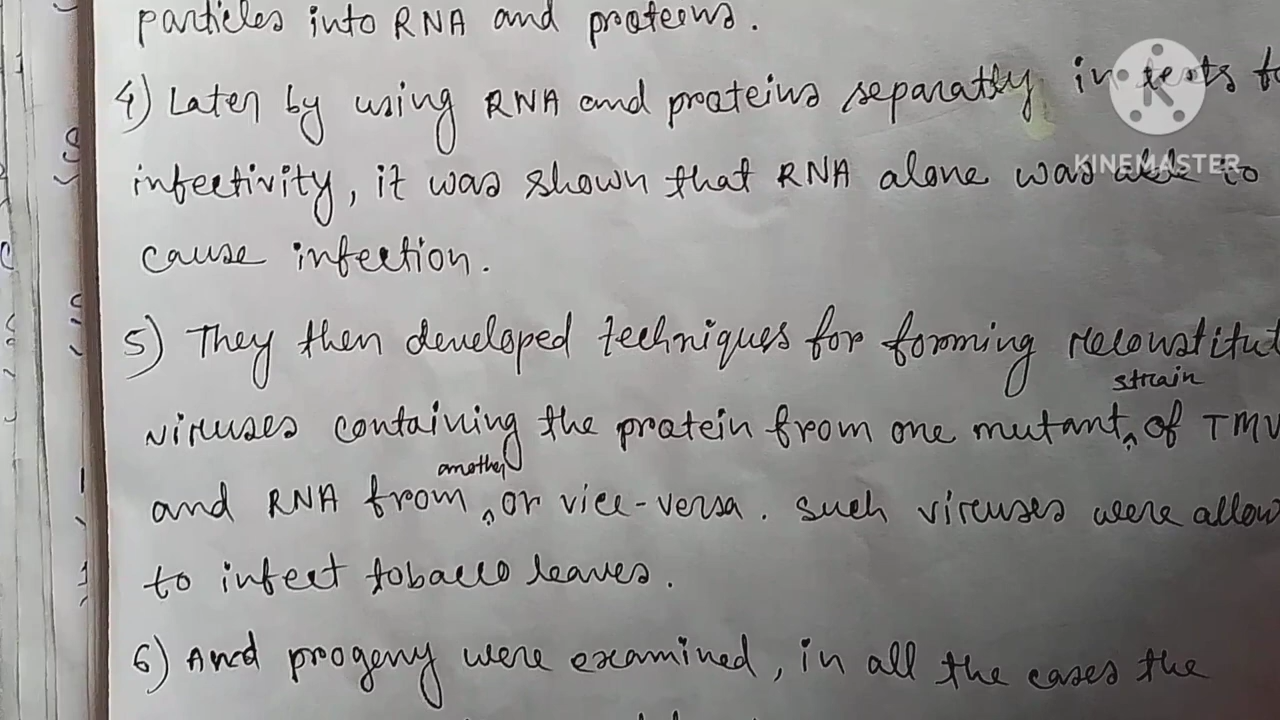 particles into RNA and proteins.
4) Later by using RNA and proteins separatly in tests to
infectivity, it was shown that RNA alone was able to
cause infection.
5) They then developed techniques for forming reconstitut
strain
viruses containing the protein from one mutant ^ of TMV
another
and RNA from ^ or vice-versa. Such viruses were allow
to infect tobacco leaves.
6) And progeny were examined, in all the cases the
KINEMASTER